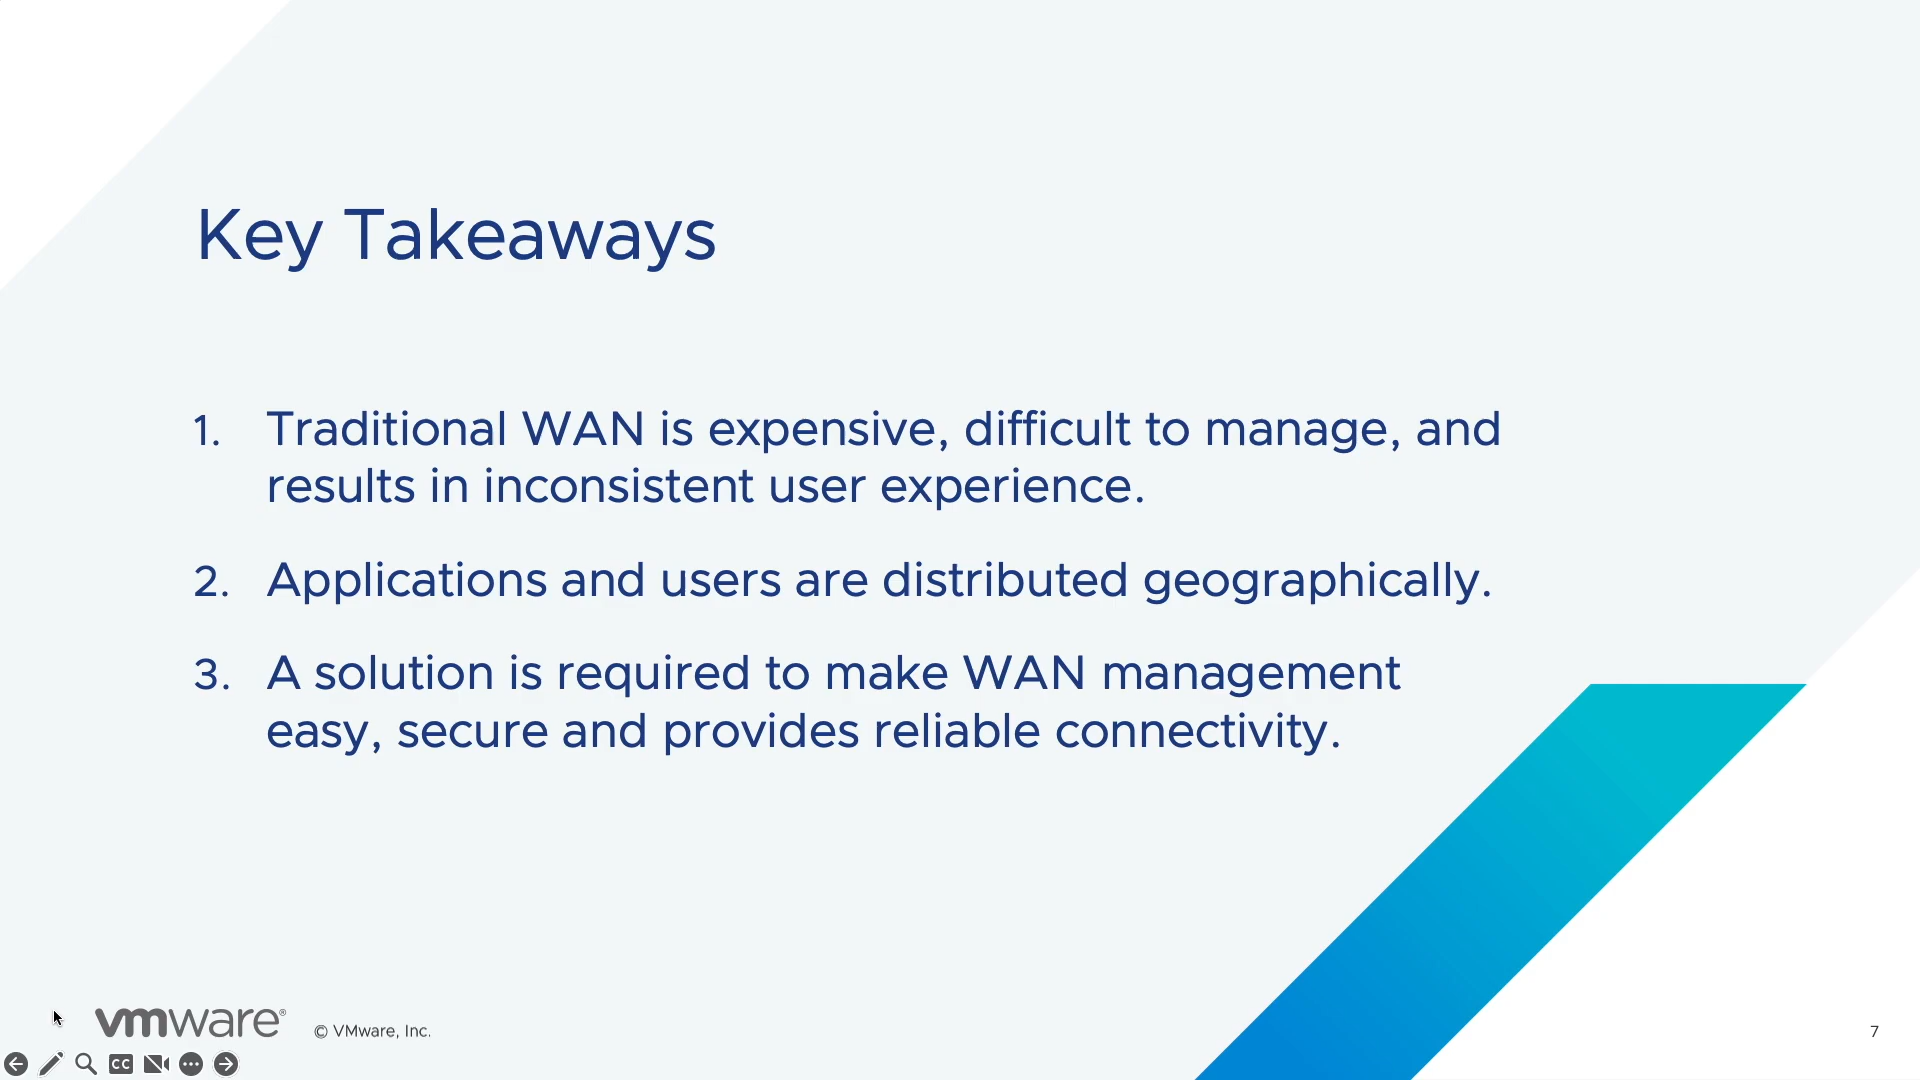 Key Takeaways
1. Traditional WAN is expensive, difficult to manage, and
results in inconsistent user experience.
2. Applications and users are distributed geographically.
3. A solution is required to make WAN management
easy, secure and provides reliable connectivity.
vmware®
© VMware, Inc.
7
CC